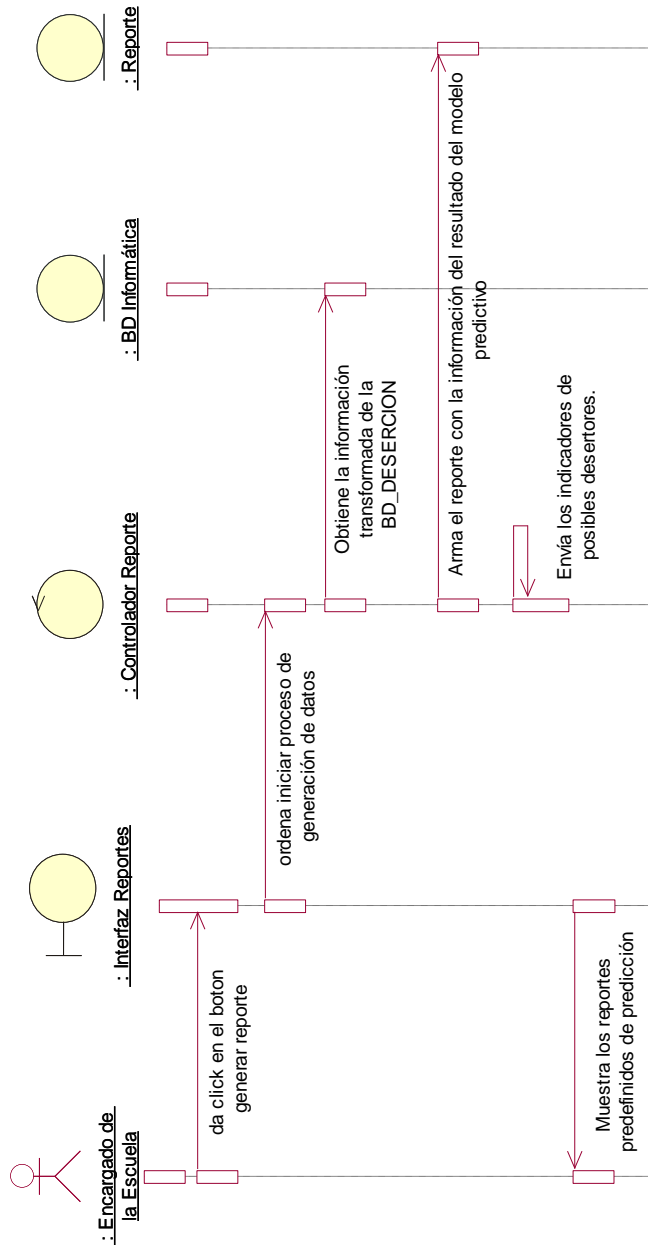 : Encargado de
la Escuela
: Interfaz Reportes
: Controlador Reporte
: BD Informática
: Reporte
da click en el boton
generar reporte
ordena iniciar proceso de
generación de datos
Obtiene la información
transformada de la
BD_DESERCION
Arma el reporte con la información del resultado del modelo
predictivo
Envía los indicadores de
posibles desertores.
Muestra los reportes
predefinidos de predicción